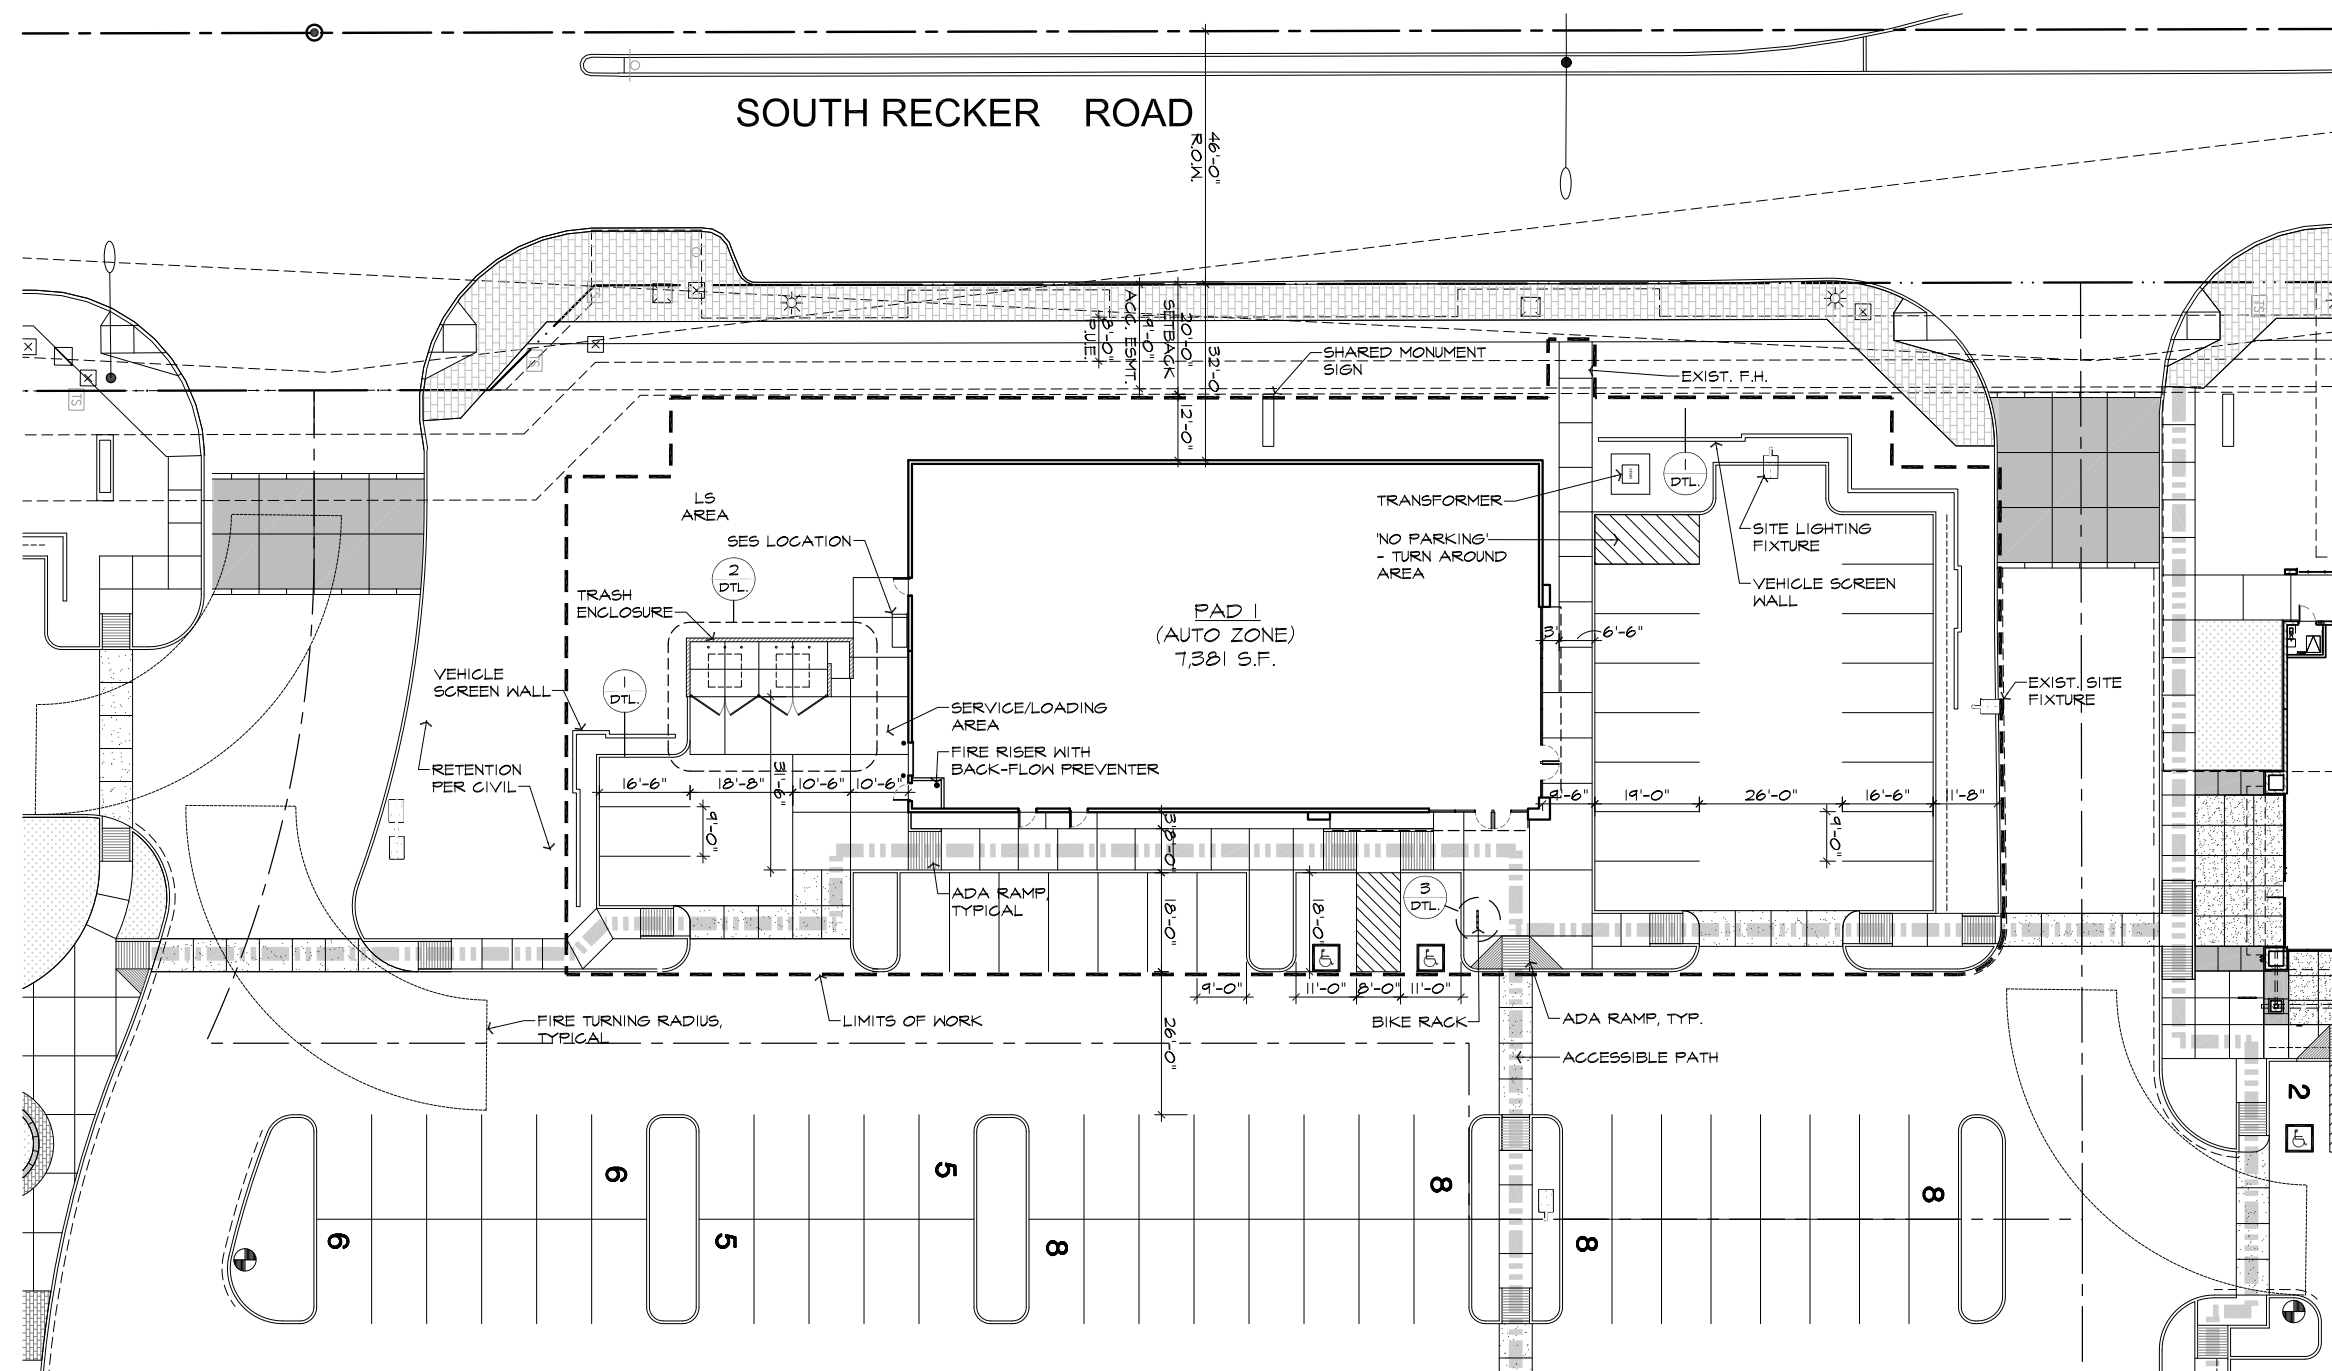 SOUTH RECKER ROAD
46'-0"
R.O.W.
20'-0"
SETBACK
19'-0"
ACC. ESMT.
8'-0"
P.U.E.
32'-0
12'-0"
SHARED MONUMENT
SIGN
EXIST. F.H.
TS
TS
LS
AREA
SES LOCATION
2
DTL.
TRASH
ENCLOSURE
VEHICLE
SCREEN WALL
1
DTL.
RETENTION
PER CIVIL
SERVICE/LOADING
AREA
FIRE RISER WITH
BACK-FLOW PREVENTER
PAD 1
(AUTO ZONE)
7,381 S.F.
TRANSFORMER
'NO PARKING'
- TURN AROUND
AREA
1
DTL.
SITE LIGHTING
FIXTURE
VEHICLE SCREEN
WALL
3'
6'-6"
EXIST. SITE
FIXTURE
16'-6"
18'-8"
31'-6"
10'-6"
10'-6"
9'-0"
9'-6"
19'-0"
26'-0"
16'-6"
11'-8"
9'-0"
3'
8'-0"
18'-0"
18'-0"
ADA RAMP,
TYPICAL
3
DTL.
9'-0"
11'-0"
8'-0"
11'-0"
FIRE TURNING RADIUS,
TYPICAL
LIMITS OF WORK
26'-0"
BIKE RACK
ADA RAMP, TYP.
ACCESSIBLE PATH
2
6
5
8
8
6
5
8
8